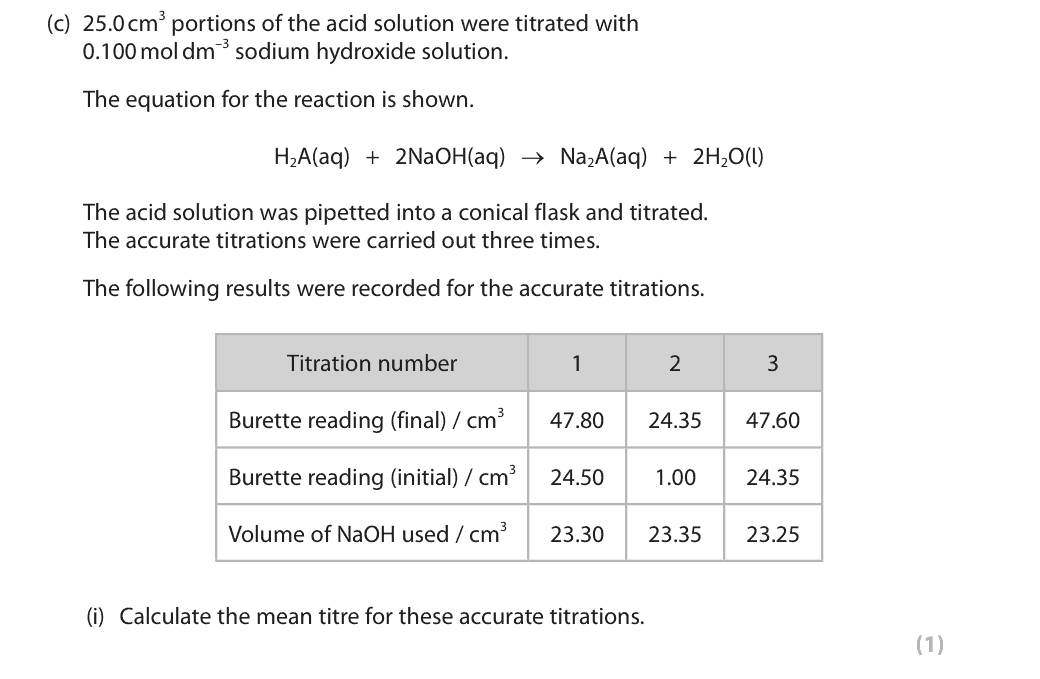 (c) 25.0 cm³ portions of the acid solution were titrated with
0.100 mol dm⁻³ sodium hydroxide solution.
The equation for the reaction is shown.
H₂A(aq) + 2NaOH(aq) → Na₂A(aq) + 2H₂O(l)
The acid solution was pipetted into a conical flask and titrated.
The accurate titrations were carried out three times.
The following results were recorded for the accurate titrations.
Titration number 1 2 3
Burette reading (final) / cm³ 47.80 24.35 47.60
Burette reading (initial) / cm³ 24.50 1.00 24.35
Volume of NaOH used / cm³ 23.30 23.35 23.25
(i) Calculate the mean titre for these accurate titrations.
(1)